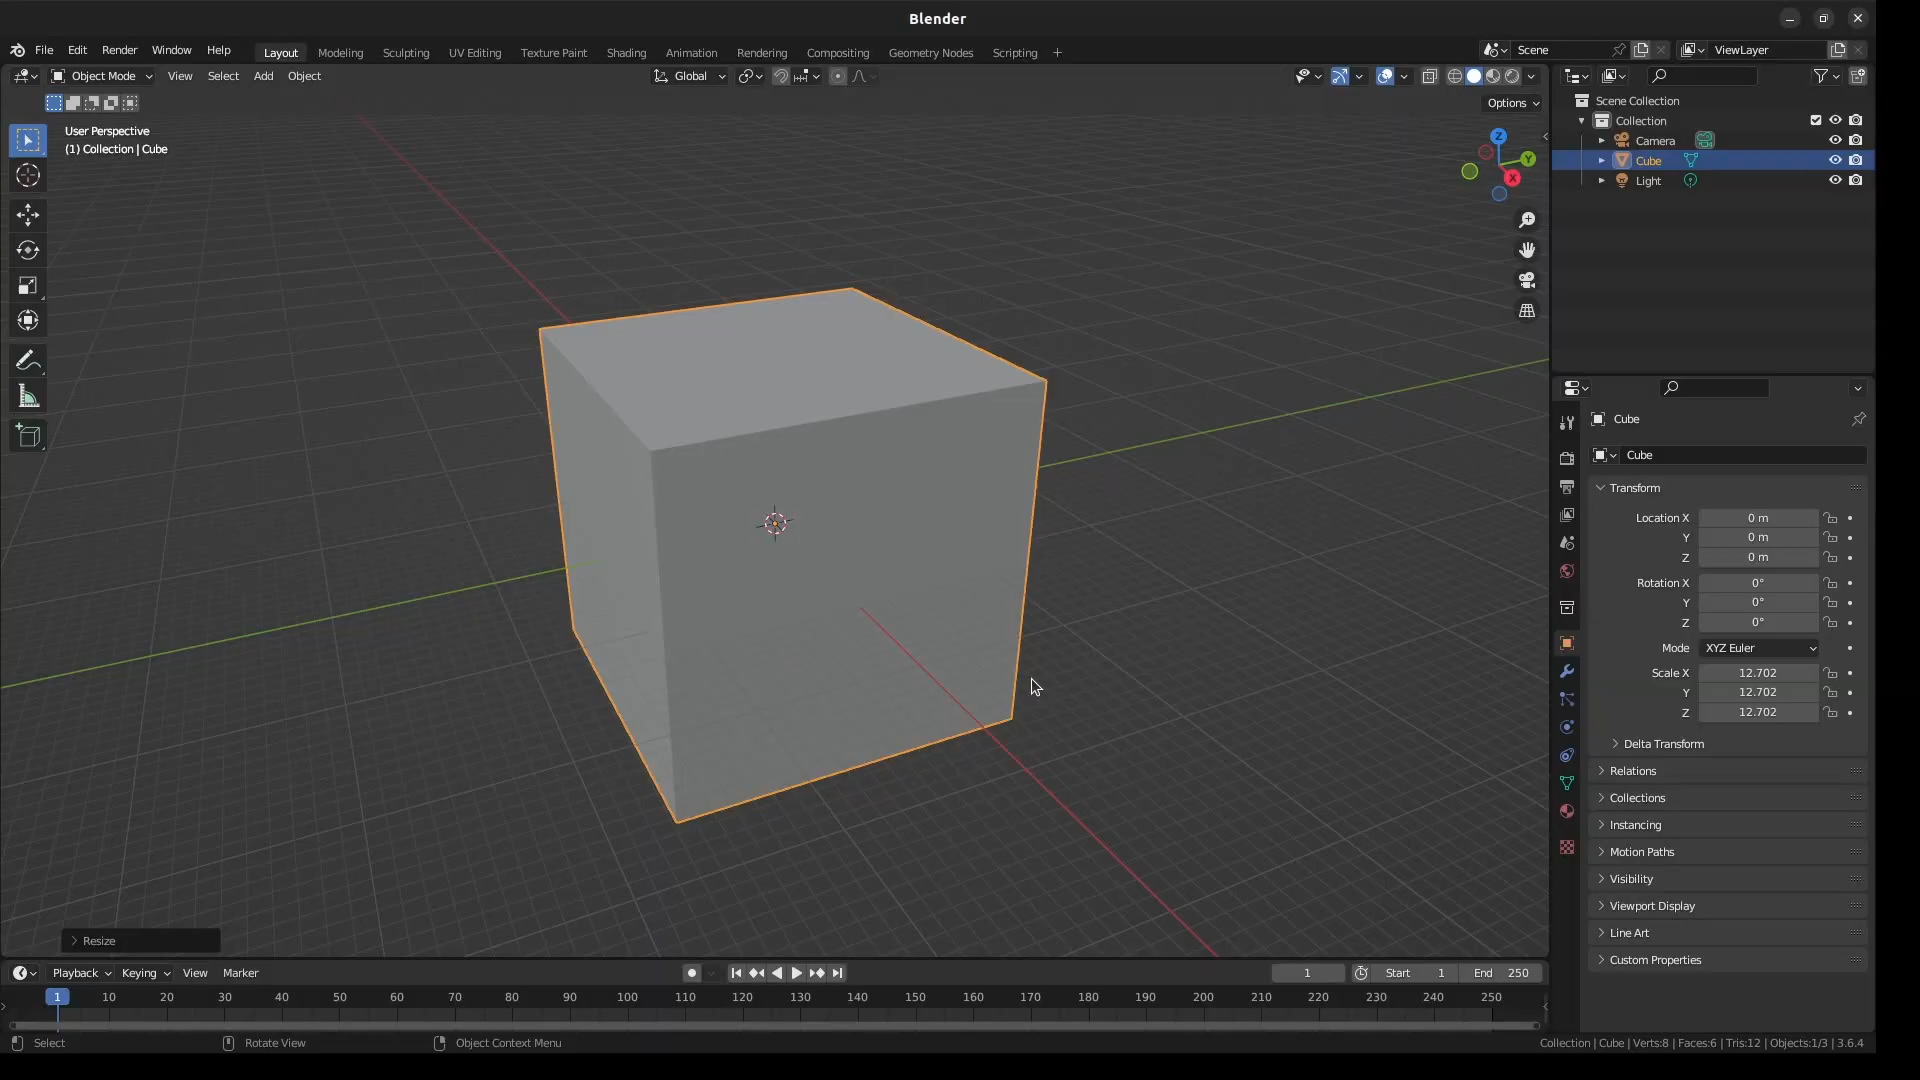 Blender
File Edit Render Window Help Layout Modeling Sculpting UV Editing Texture Paint Shading Animation Rendering Compositing Geometry Nodes Scripting + Scene ViewLayer
Object Mode View Select Add Object Global
Options
User Perspective
(1) Collection | Cube
Z
Y
X
Scene Collection
Collection
Camera
Cube
Light
Cube
Cube
Transform
Location X 0 m
Y 0 m
Z 0 m
Rotation X 0°
Y 0°
Z 0°
Mode XYZ Euler
Scale X 12.702
Y 12.702
Z 12.702
Delta Transform
Relations
Collections
Instancing
Motion Paths
Visibility
Viewport Display
Line Art
Custom Properties
Resize
Playback Keying View Marker 1 Start 1 End 250
1 10 20 30 40 50 60 70 80 90 100 110 120 130 140 150 160 170 180 190 200 210 220 230 240 250
Select Rotate View Object Context Menu Collection | Cube | Verts:8 | Faces:6 | Tris:12 | Objects:1/3 | 3.6.4